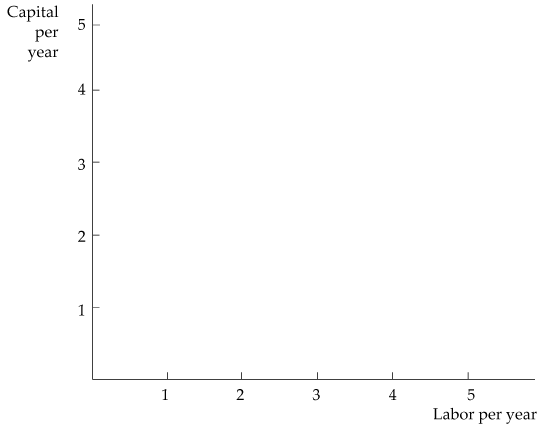 Capital
per
year
5
4
3
2
1
1 2 3 4 5
Labor per year